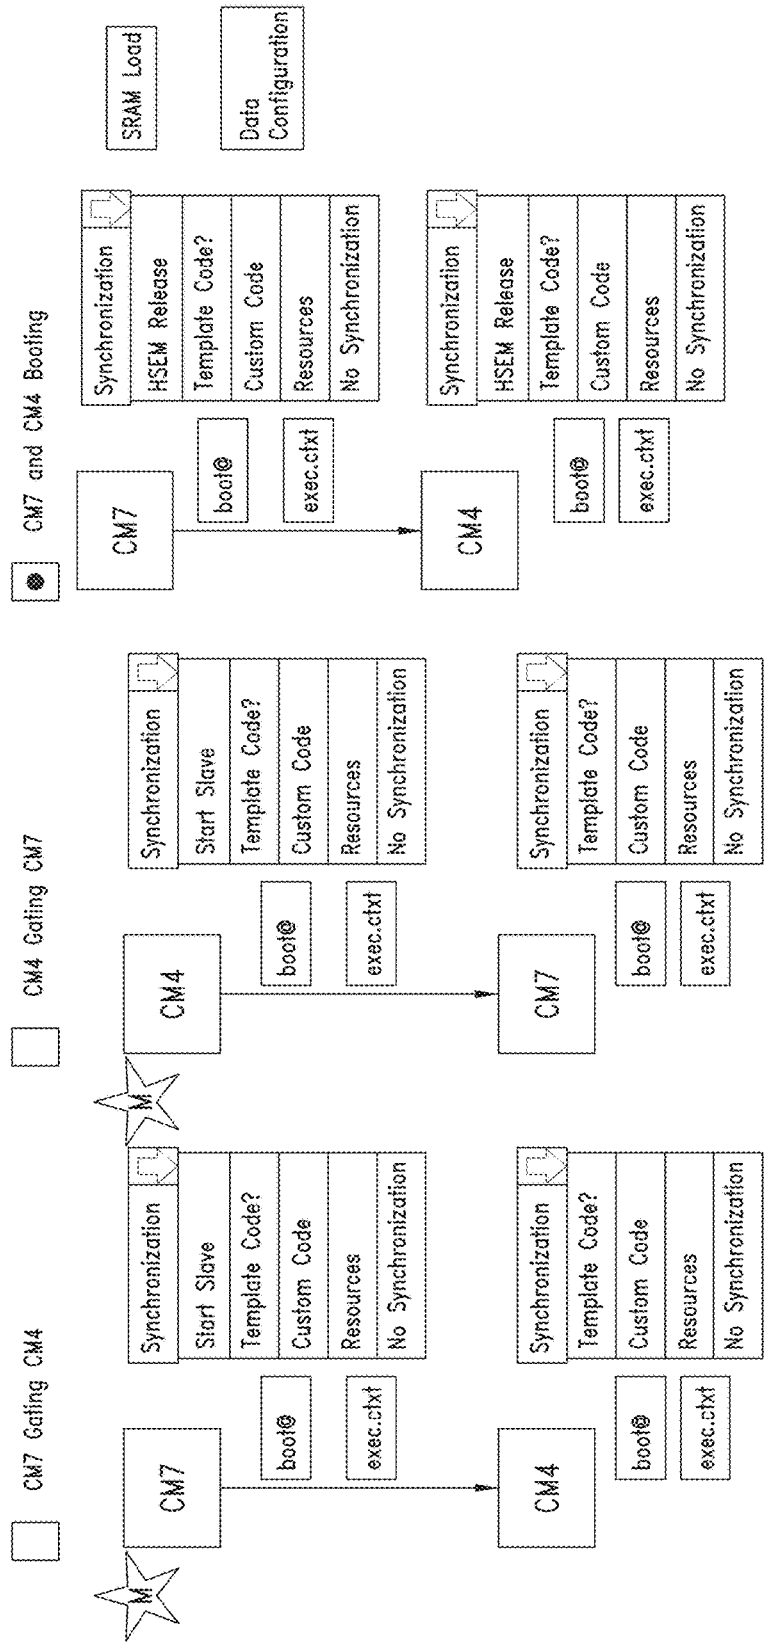 CM7 Gating CM4
M
CM7
boot@
exec.ctxt
Synchronization
Start Slave
Template Code?
Custom Code
Resources
No Synchronization
CM4
boot@
exec.ctxt
Synchronization
Template Code?
Custom Code
Resources
No Synchronization
CM4 Gating CM7
M
CM4
boot@
exec.ctxt
Synchronization
Start Slave
Template Code?
Custom Code
Resources
No Synchronization
CM7
boot@
exec.ctxt
Synchronization
Template Code?
Custom Code
Resources
No Synchronization
CM7 and CM4 Booting
CM7
boot@
exec.ctxt
Synchronization
HSEM Release
Template Code?
Custom Code
Resources
No Synchronization
CM4
boot@
exec.ctxt
Synchronization
HSEM Release
Template Code?
Custom Code
Resources
No Synchronization
SRAM Load
Data
Configuration